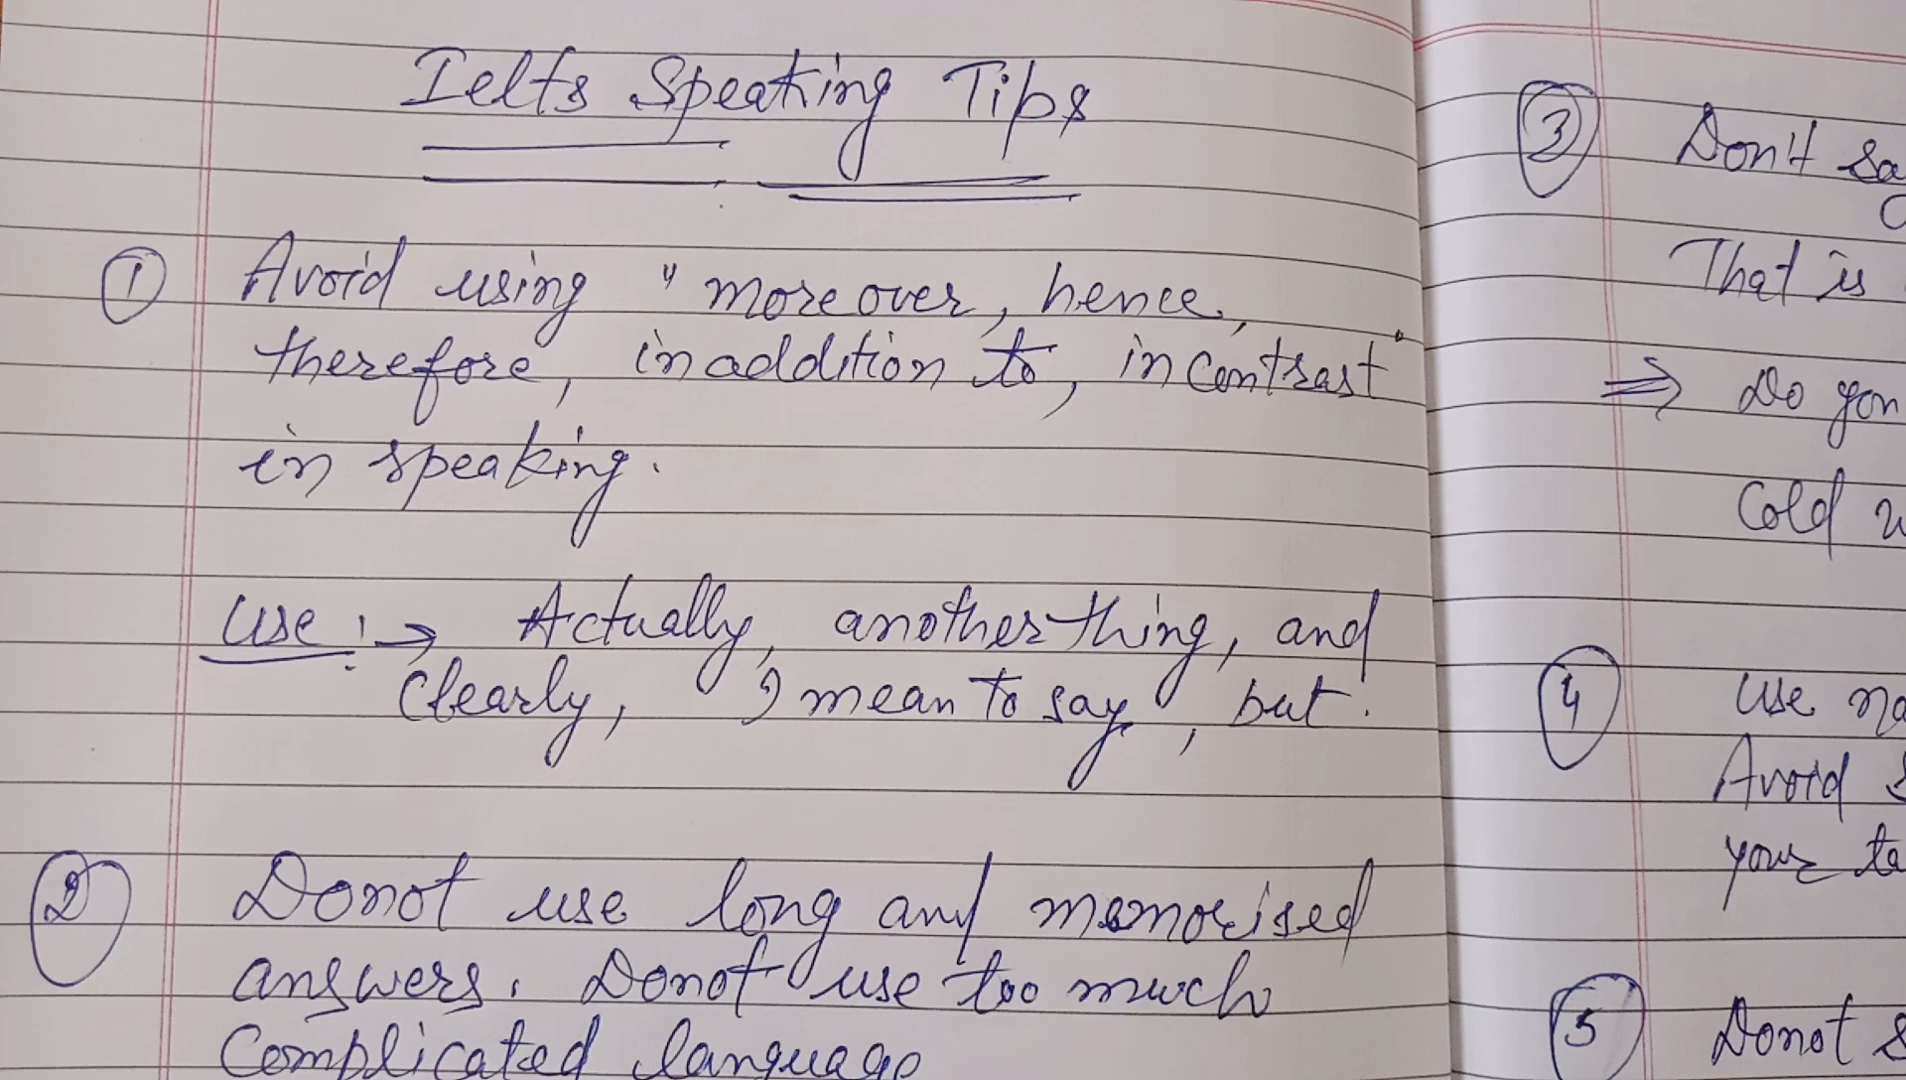 Ielts Speaking Tips
① Avoid using "moreover, hence,
therefore, in addition to, in contrast"
in speaking.
Use :→ Actually, another thing, and
Clearly, I mean to say, but.
② Donot use long and memorised
answers. Donot use too much
Complicated language
③ Don't sa
That is
⇒ Do you
Cold
④ Use
Avoid
your ta
⑤ Donot s